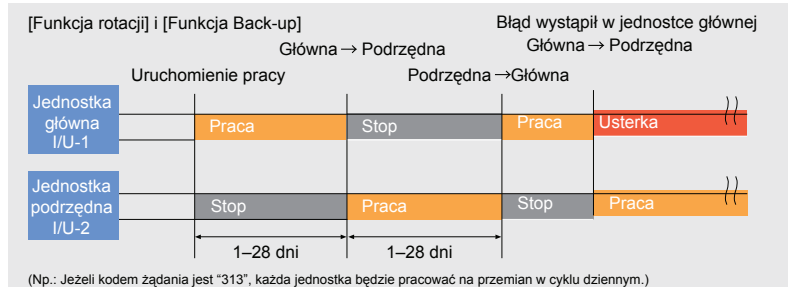 [Funkcja rotacji] i [Funkcja Back-up]
Błąd wystąpił w jednostce głównej
Główna → Podrzędna
Główna → Podrzędna
Uruchomienie pracy
Podrzędna →Główna
Jednostka
główna
I/U-1
Praca
Stop
Praca
Usterka
Jednostka
podrzędna
I/U-2
Stop
Praca
Stop
Praca
1–28 dni
1–28 dni
(Np.: Jeżeli kodem żądania jest “313”, każda jednostka będzie pracować na przemian w cyklu dziennym.)